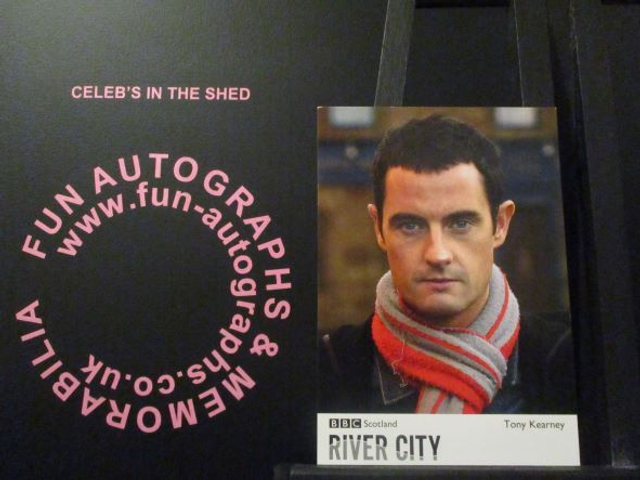 CELEB'S IN THE SHED
FUN AUTOGRAPHS & MEMORABILIA
www.fun-autographs.co.uk
BBC Scotland
Tony Kearney
RIVER CITY